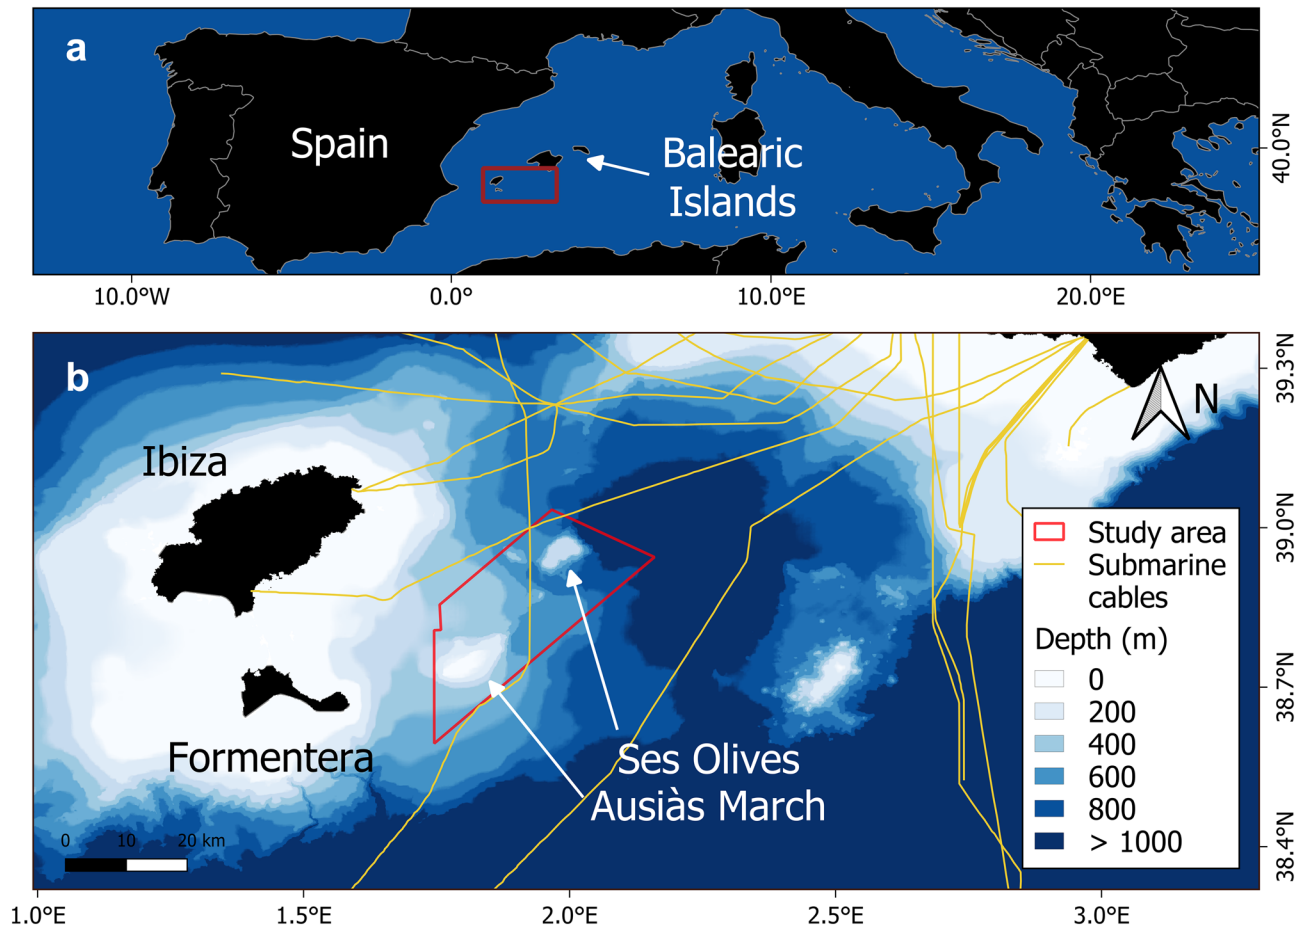 a
Spain
Balearic
Islands
40.0°N
10.0°W
0.0°
10.0°E
20.0°E
b
39.3°N
N
Ibiza
39.0°N
Study area
Submarine
cables
Depth (m)
0
200
400
600
800
> 1000
38.7°N
Formentera
Ses Olives
Ausiàs March
38.4°N
0 10 20 km
1.0°E
1.5°E
2.0°E
2.5°E
3.0°E